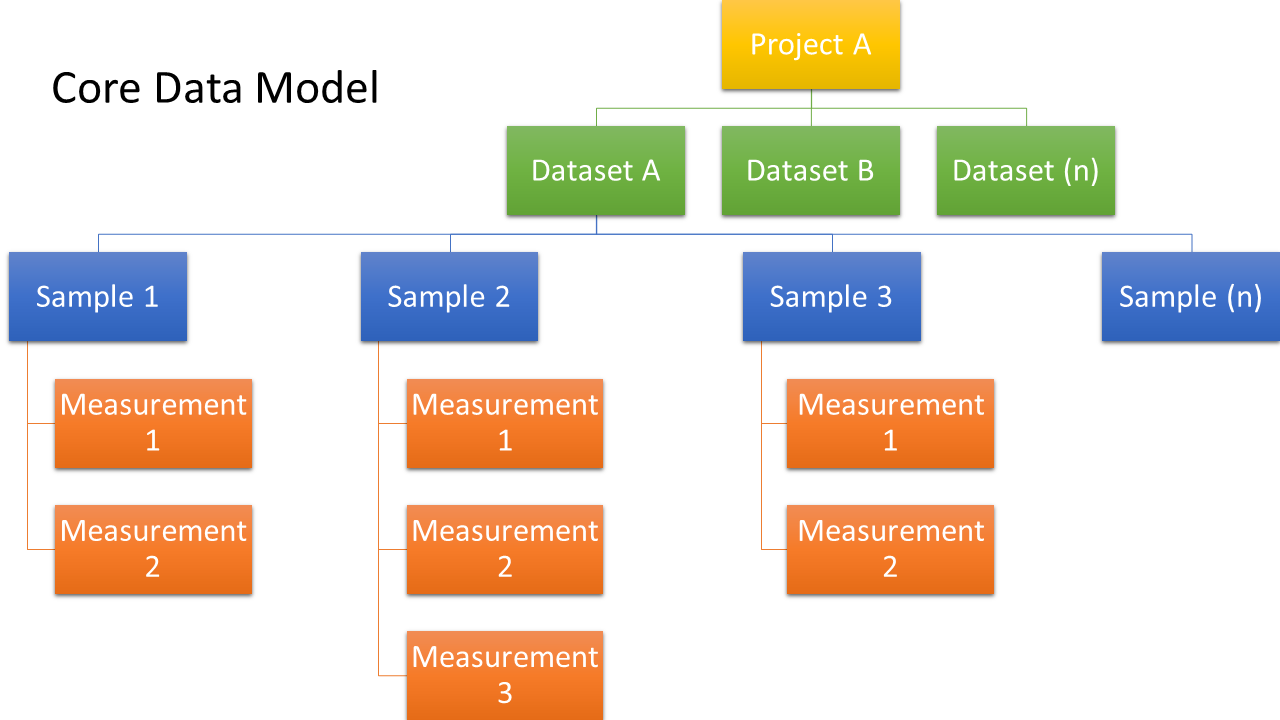 Project A
Core Data Model
Dataset A
Dataset B
Dataset (n)
Sample 1
Sample 2
Sample 3
Sample (n)
Measurement
1
Measurement
1
Measurement
1
Measurement
2
Measurement
2
Measurement
2
Measurement
3